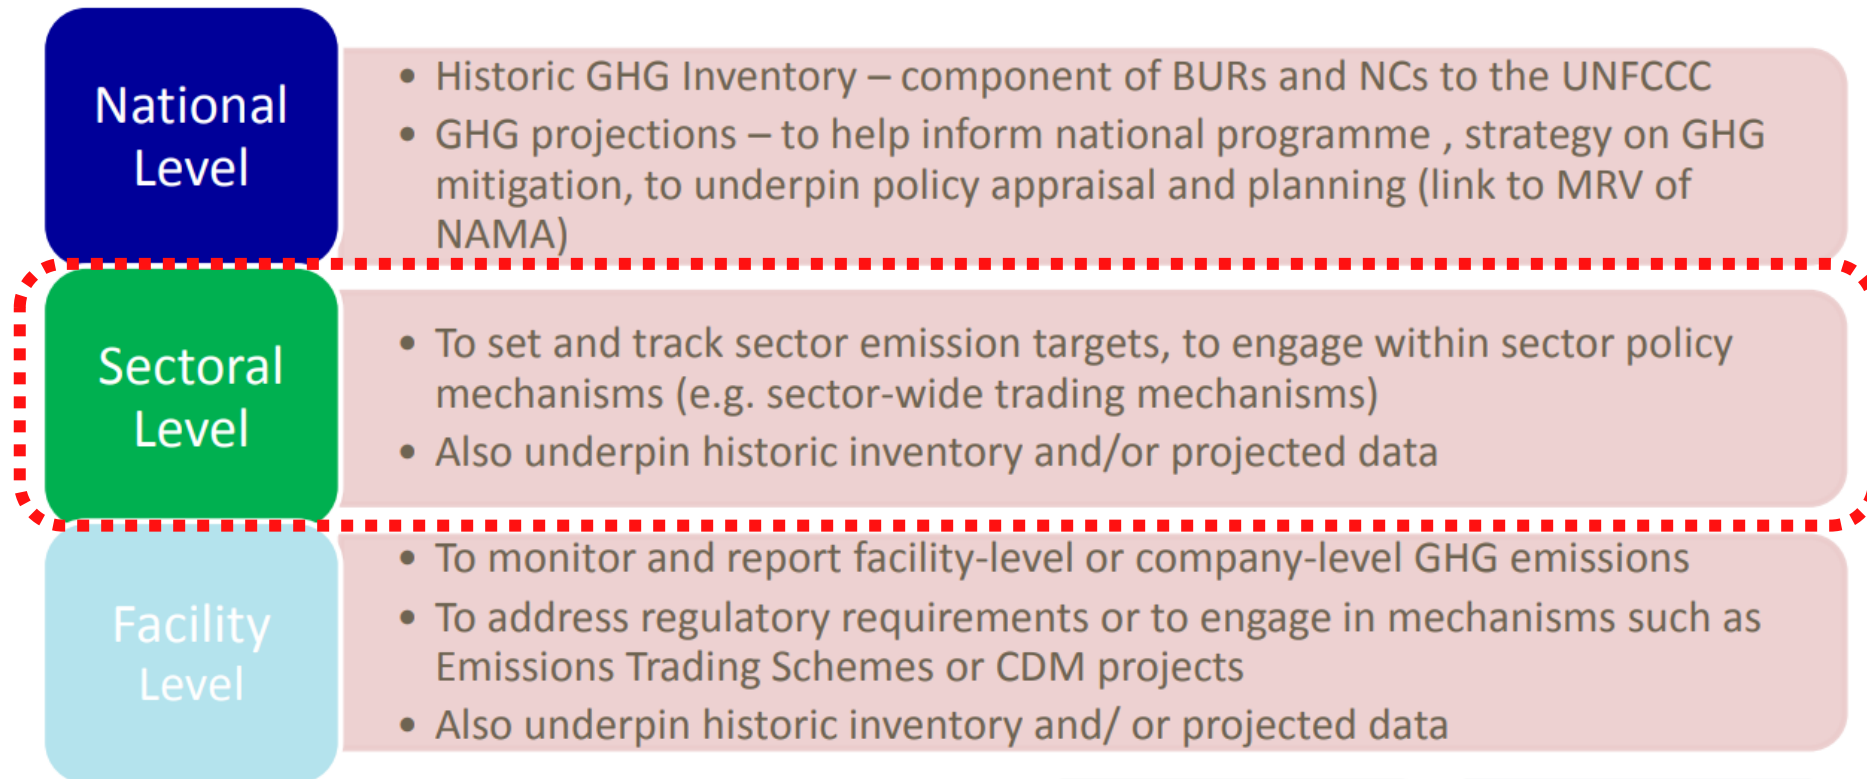 National
Level
• Historic GHG Inventory – component of BURs and NCs to the UNFCCC
• GHG projections – to help inform national programme , strategy on GHG
mitigation, to underpin policy appraisal and planning (link to MRV of
NAMA)
Sectoral
Level
• To set and track sector emission targets, to engage within sector policy
mechanisms (e.g. sector-wide trading mechanisms)
• Also underpin historic inventory and/or projected data
Facility
Level
• To monitor and report facility-level or company-level GHG emissions
• To address regulatory requirements or to engage in mechanisms such as
Emissions Trading Schemes or CDM projects
• Also underpin historic inventory and/ or projected data